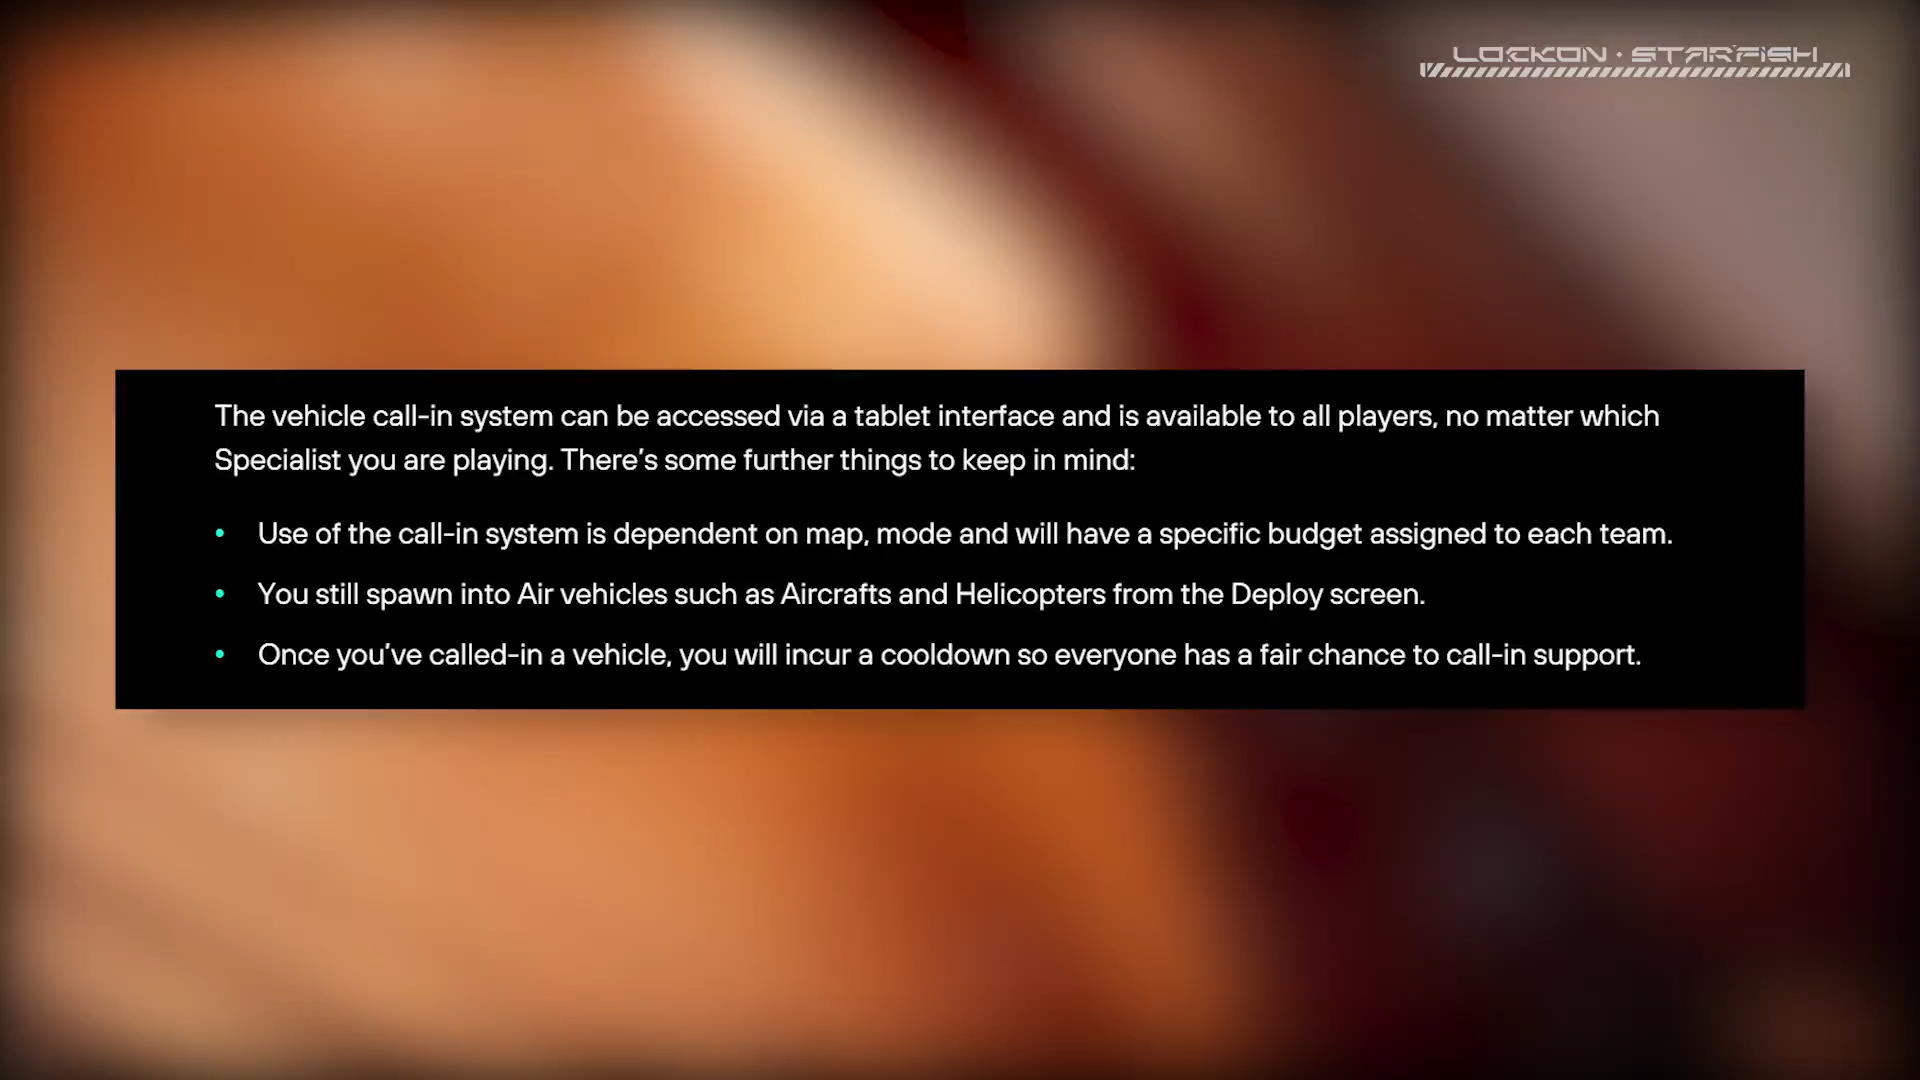 LOCKON · STARFISH
The vehicle call-in system can be accessed via a tablet interface and is available to all players, no matter which
Specialist you are playing. There's some further things to keep in mind:
• Use of the call-in system is dependent on map, mode and will have a specific budget assigned to each team.
• You still spawn into Air vehicles such as Aircrafts and Helicopters from the Deploy screen.
• Once you've called-in a vehicle, you will incur a cooldown so everyone has a fair chance to call-in support.